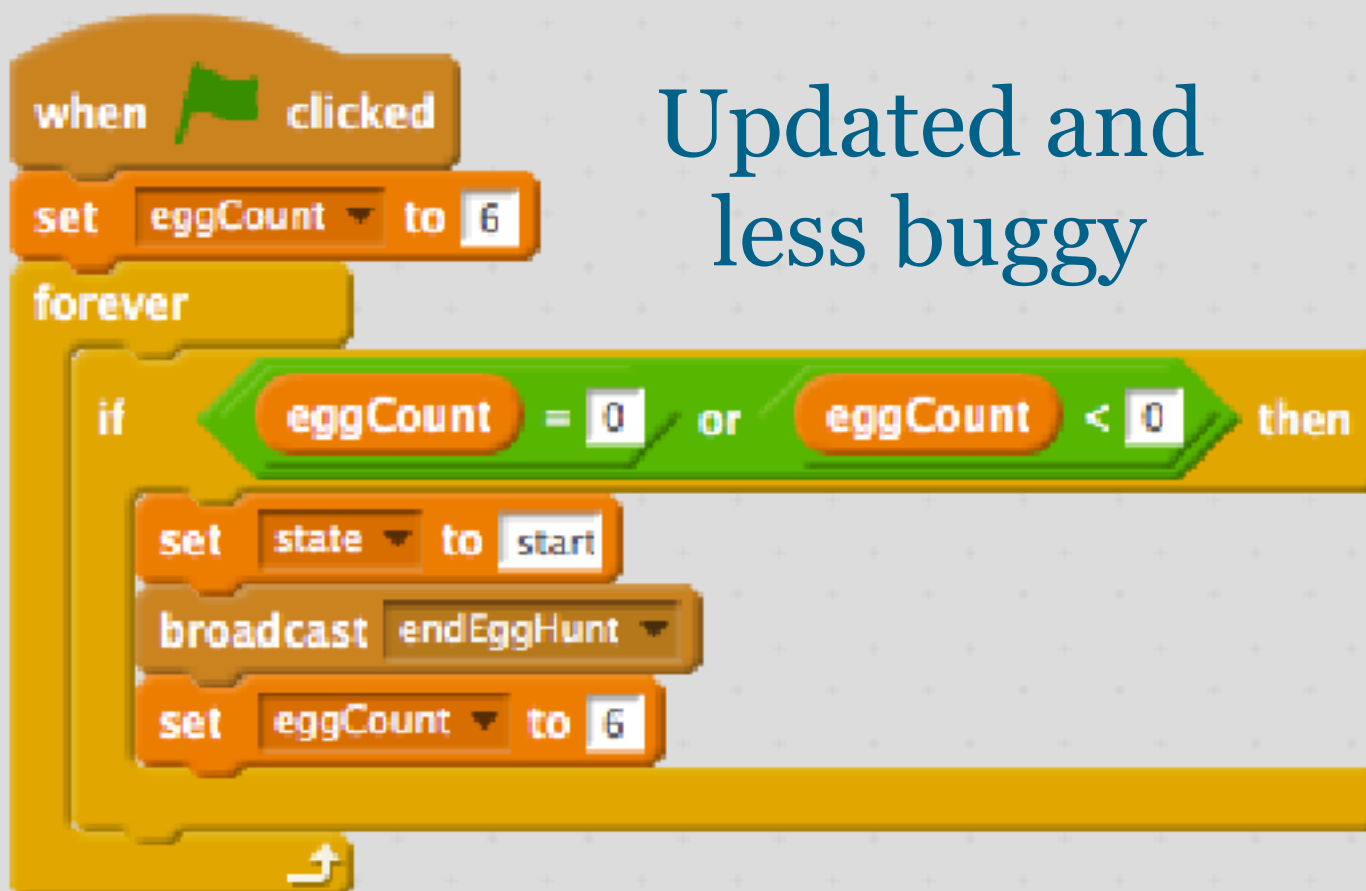 when clicked
Updated and
less buggy
set eggCount to 6
forever
if eggCount = 0 or eggCount < 0 then
set state to start
broadcast endEggHunt
set eggCount to 6